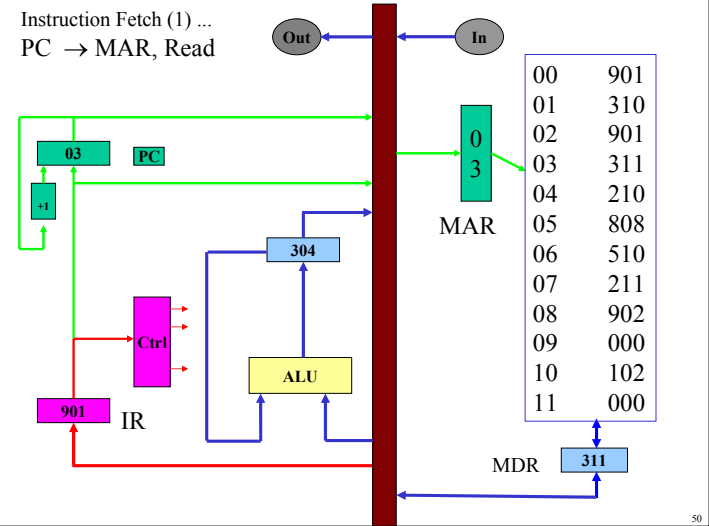 Instruction Fetch (1) ...
PC → MAR, Read
Out
In
03
PC
+1
0
3
MAR
304
Ctrl
ALU
901
IR
00 901
01 310
02 901
03 311
04 210
05 808
06 510
07 211
08 902
09 000
10 102
11 000
MDR
311
50